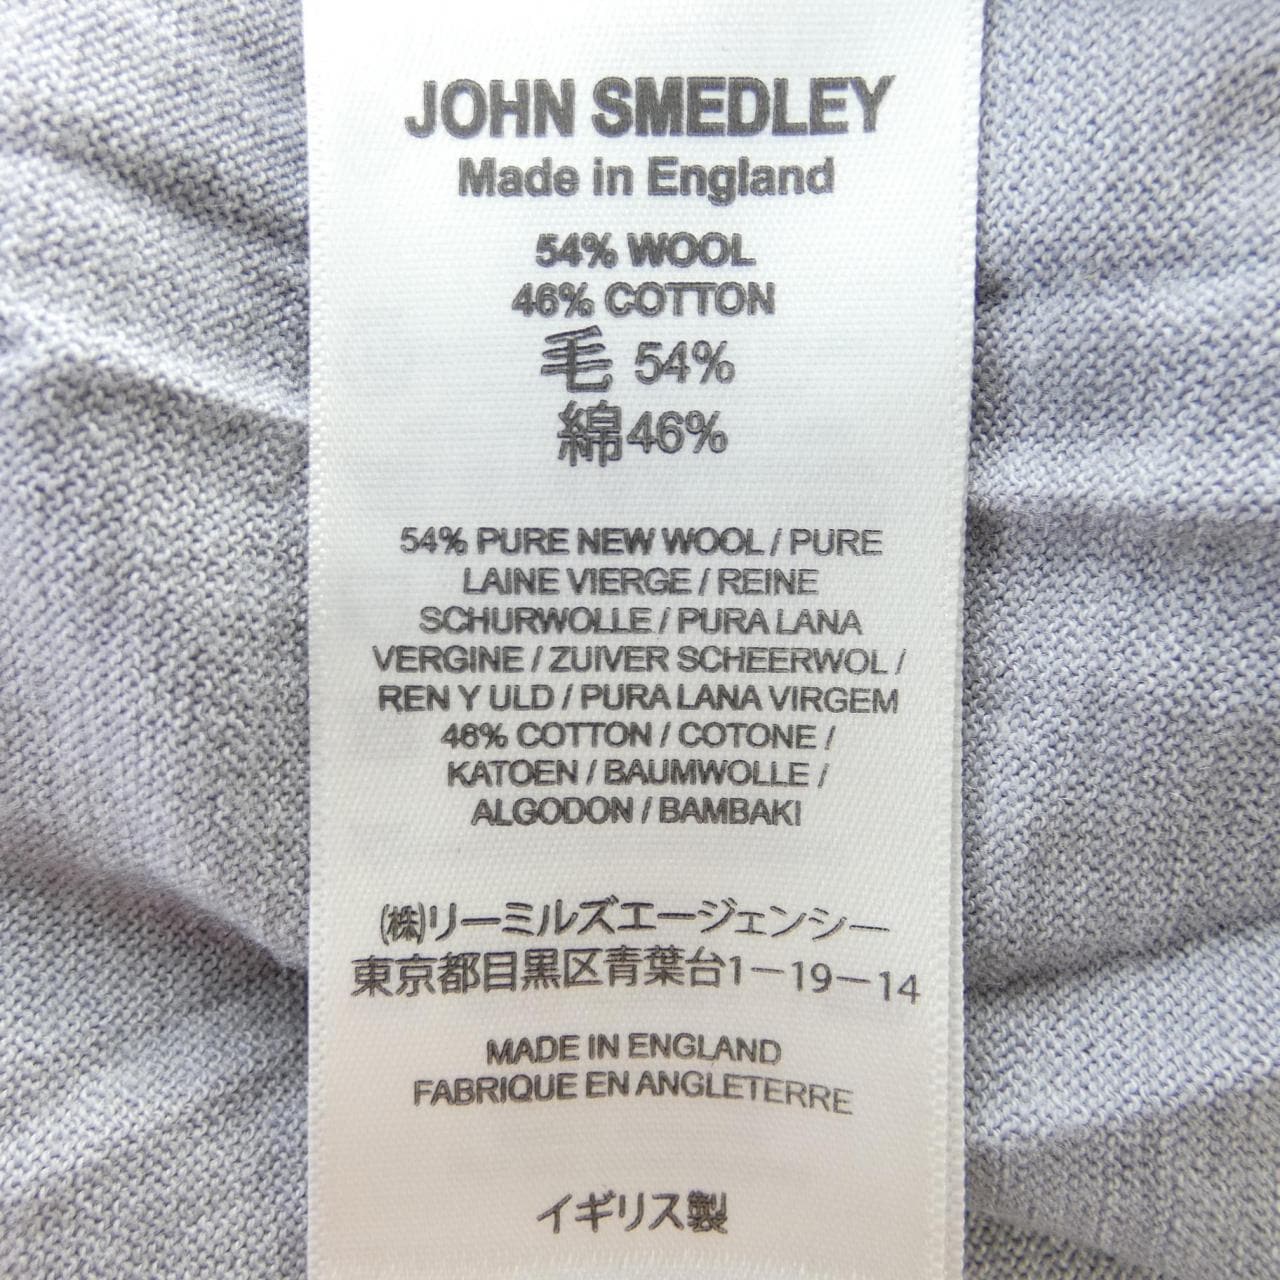 JOHN SMEDLEY
Made in England
54% WOOL
46% COTTON
毛 54%
綿46%
54% PURE NEW WOOL / PURE
LAINE VIERGE / REINE
SCHURWOLLE / PURA LANA
VERGINE / ZUIVER SCHEERWOL /
REN Y ULD / PURA LANA VIRGEM
46% COTTON / COTONE /
KATOEN / BAUMWOLLE /
ALGODON / BAMBAKI
(株)リーミルズエージェンシー
東京都目黒区青葉台1－19－14
MADE IN ENGLAND
FABRIQUE EN ANGLETERRE
イギリス製